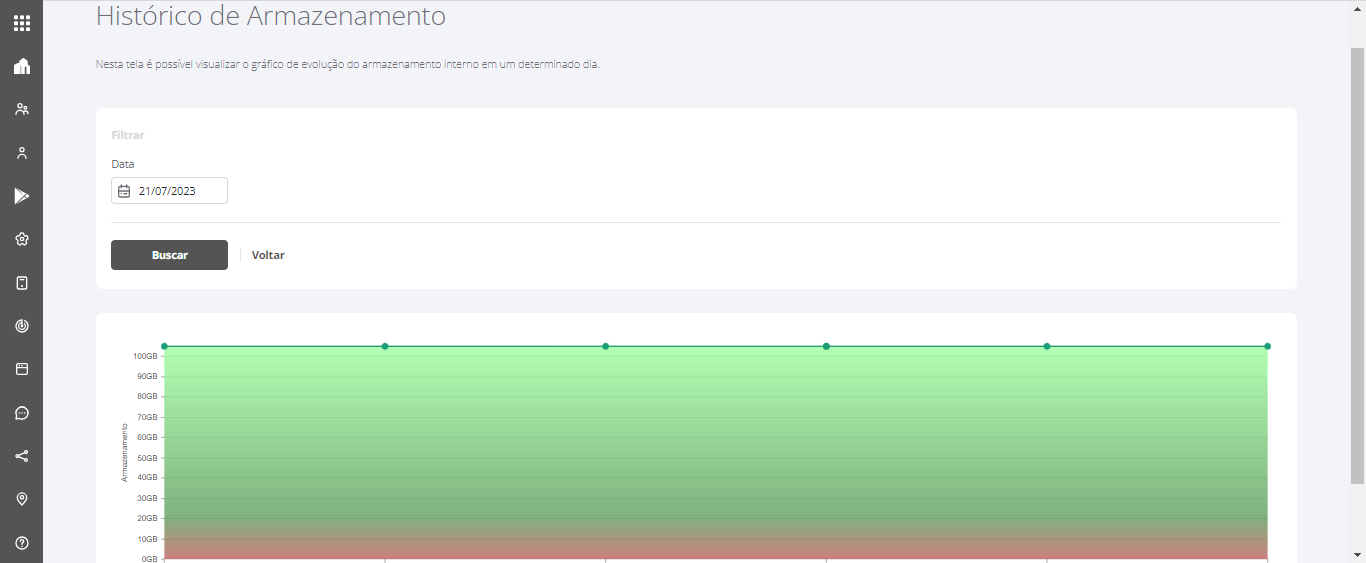 Histórico de Armazenamento
Nesta tela é possível visualizar o gráfico de evolução do armazenamento interno em um determinado dia.
Filtrar
Data
21/07/2023
Buscar
Voltar
100GB
90GB
80GB
70GB
60GB
50GB
40GB
30GB
20GB
10GB
0GB
Armazenamento